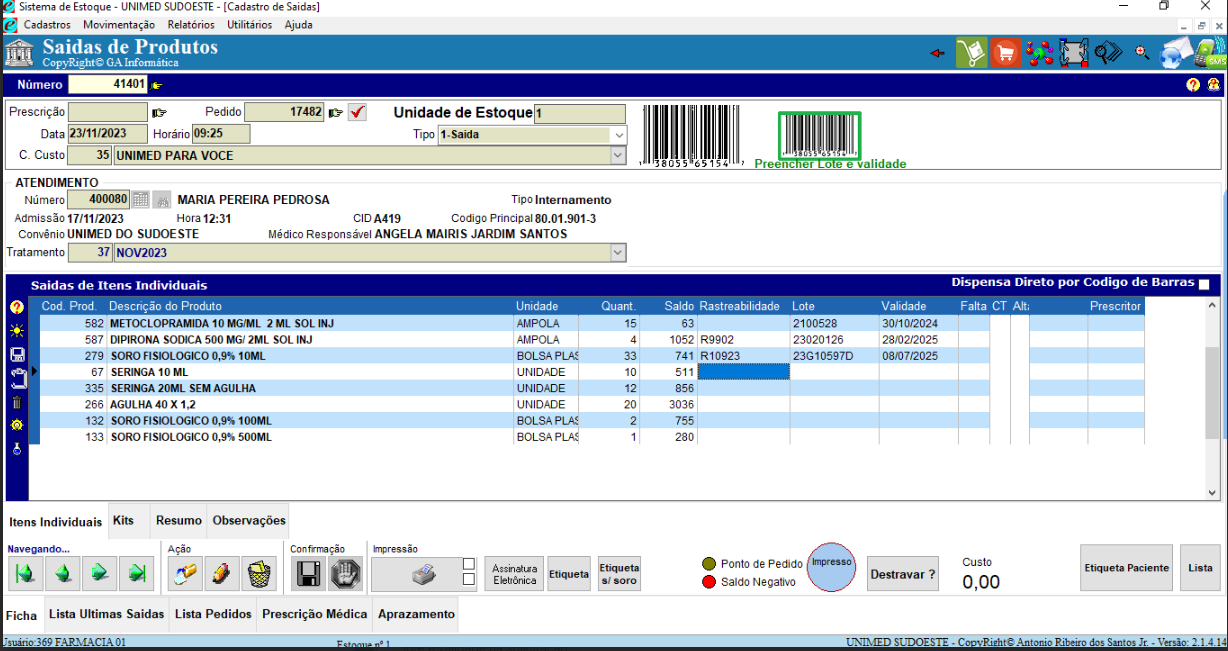 Sistema de Estoque - UNIMED SUDOESTE - [Cadastro de Saidas]
Cadastros Movimentação Relatórios Utilitários Ajuda
Saidas de Produtos
CopyRight© GA Informática
SMS
Número 41401
Prescrição Pedido 17482 Unidade de Estoque 1
Data 23/11/2023 Horário 09:25 Tipo 1-Saida
C. Custo 35 UNIMED PARA VOCE
38055 65154
38055 65154
Preencher Lote e validade
ATENDIMENTO
Número 400080 MARIA PEREIRA PEDROSA Tipo Internamento
Admissão 17/11/2023 Hora 12:31 CID A419 Codigo Principal 80.01.901-3
Convênio UNIMED DO SUDOESTE Médico Responsável ANGELA MAIRIS JARDIM SANTOS
Tratamento 37 NOV2023
Saidas de Itens Individuais Dispensa Direto por Codigo de Barras
Cod. Prod. Descrição do Produto Unidade Quant. Saldo Rastreabilidade Lote Validade Falta CT Alt Prescritor
582 METOCLOPRAMIDA 10 MG/ML 2 ML SOL INJ AMPOLA 15 63 2100528 30/10/2024
587 DIPIRONA SODICA 500 MG/ 2ML SOL INJ AMPOLA 4 1052 R9902 23020126 28/02/2025
279 SORO FISIOLOGICO 0,9% 10ML BOLSA PLAS 33 741 R10923 23G10597D 08/07/2025
67 SERINGA 10 ML UNIDADE 10 511
335 SERINGA 20ML SEM AGULHA UNIDADE 12 856
266 AGULHA 40 X 1,2 UNIDADE 20 3036
132 SORO FISIOLOGICO 0,9% 100ML BOLSA PLAS 2 755
133 SORO FISIOLOGICO 0,9% 500ML BOLSA PLAS 1 280
Itens Individuais Kits Resumo Observações
Navegando... Ação Confirmação Impressão
Assinatura Eletrônica
Etiqueta
Etiqueta s/ soro
Ponto de Pedido
Saldo Negativo
Impresso
Destravar ?
Custo
0,00
Etiqueta Paciente
Lista
Ficha Lista Ultimas Saidas Lista Pedidos Prescrição Médica Aprazamento
Usuário:369 FARMACIA 01 Estoque nº 1 UNIMED SUDOESTE - CopyRight© Antonio Ribeiro dos Santos Jr. - Versão: 2.1.4.14